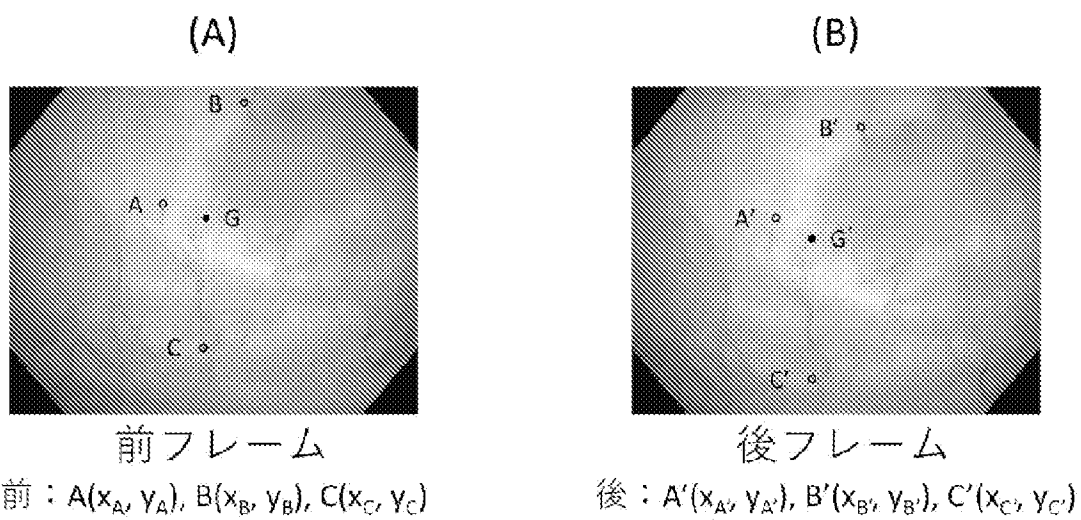 (A)
B
A
G
C
前フレーム
前：A(x_A, y_A), B(x_B, y_B), C(x_C, y_C)
(B)
B'
A'
G'
C'
後フレーム
後：A'(x_A', y_A'), B'(x_B', y_B'), C'(x_C', y_C')